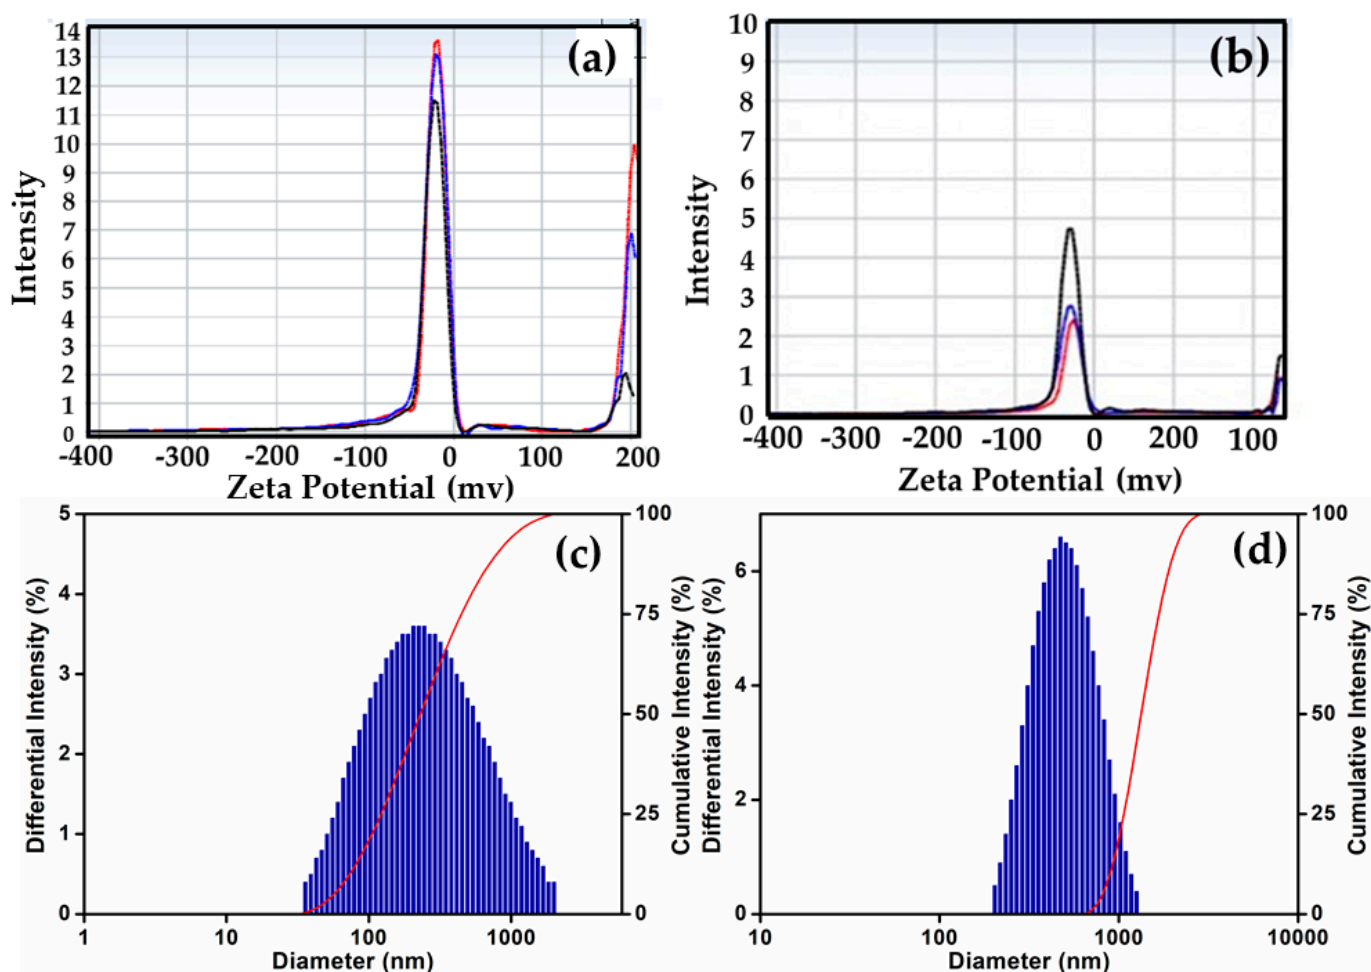 (a)
Intensity
14
13
12
11
10
9
8
7
6
5
4
3
2
1
0
-400 -300 -200 -100 0 100 200
Zeta Potential (mv)
(b)
Intensity
10
9
8
7
6
5
4
3
2
1
0
-400 -300 -200 -100 0 200 100
Zeta Potential (mv)
(c)
Differential Intensity (%)
5
4
3
2
1
0
1 10 100 1000
Diameter (nm)
100
75
50
25
0
Cumulative Intensity (%)
(d)
Differential Intensity (%)
6
4
2
0
10 100 1000 10000
Diameter (nm)
100
75
50
25
0
Cumulative Intensity (%)